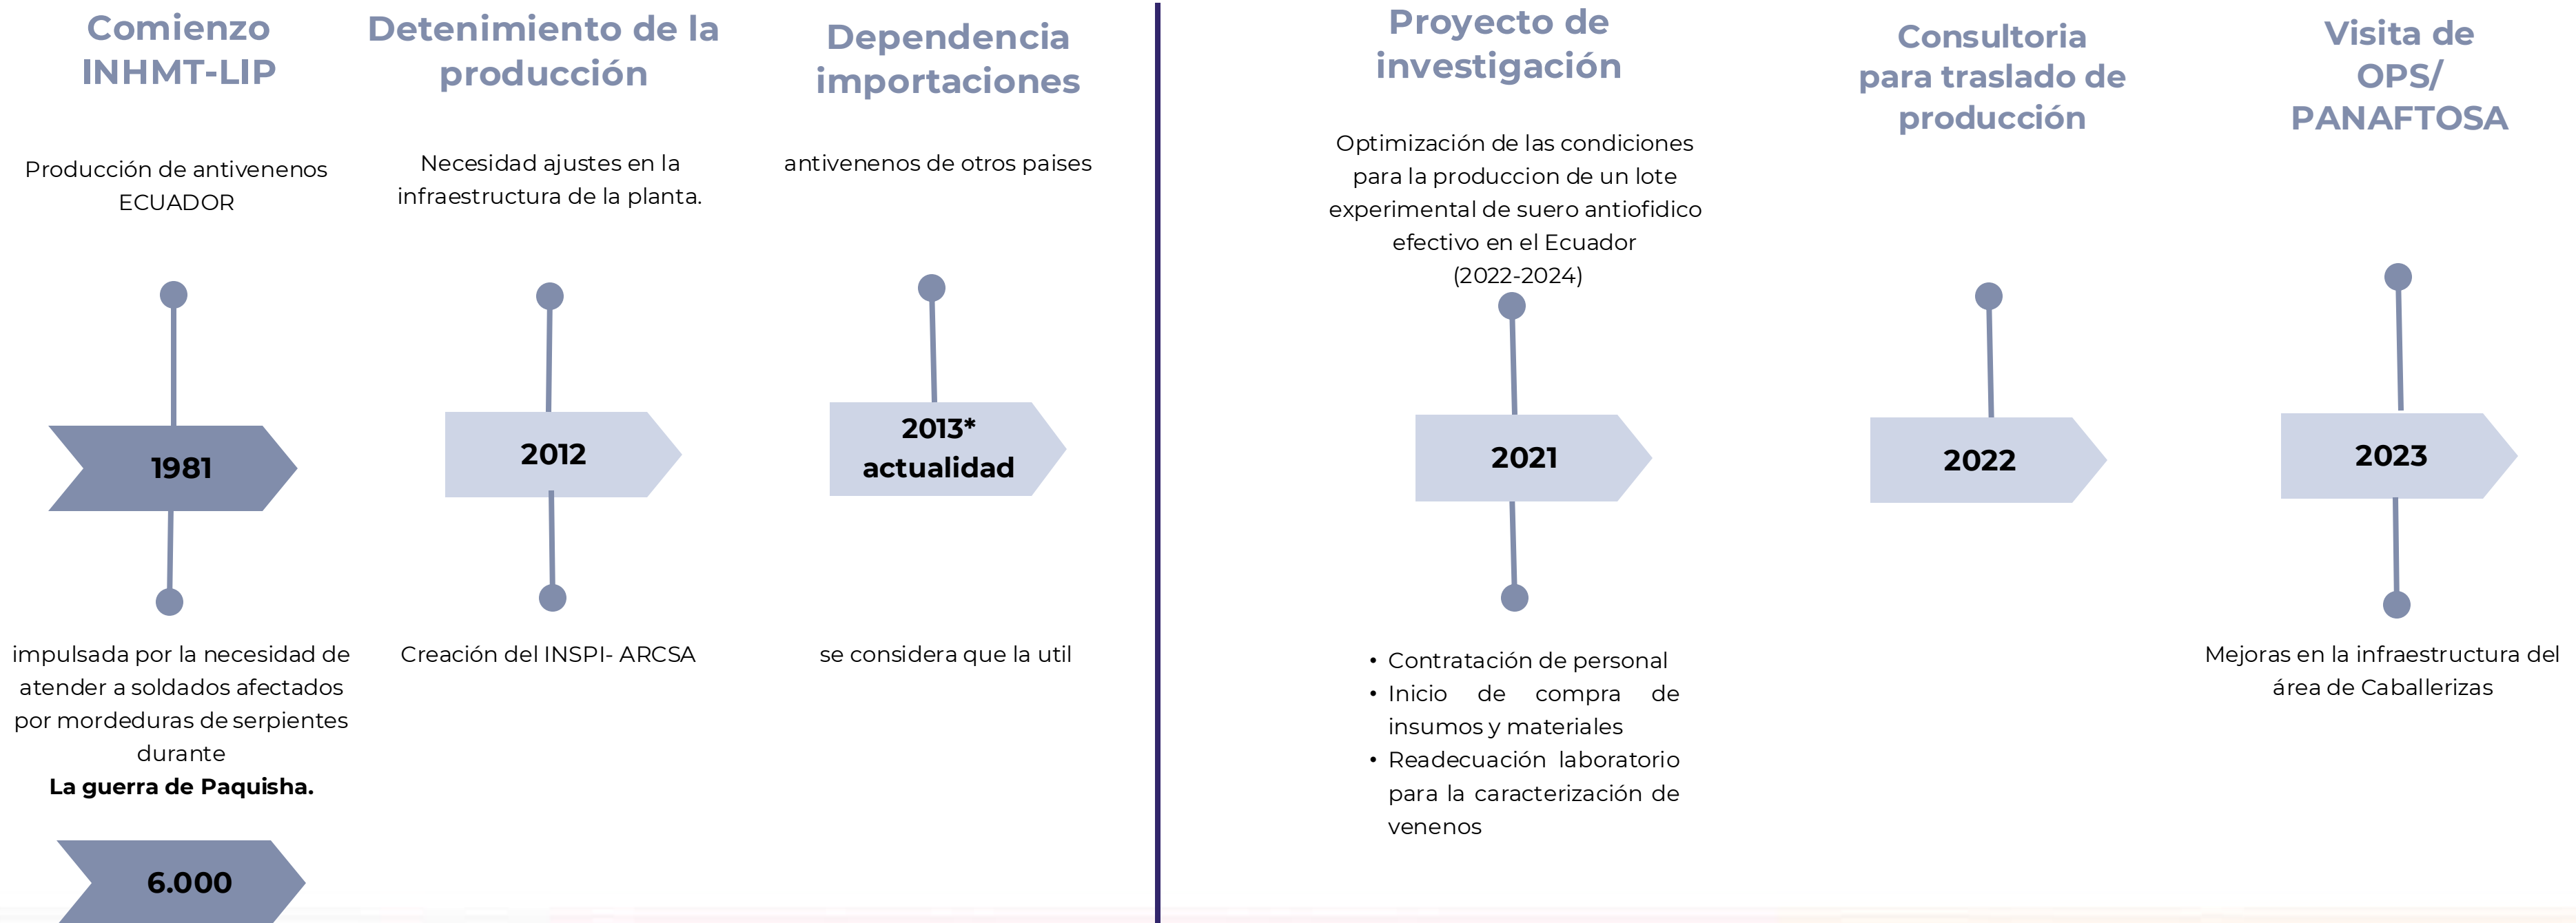 Comienzo
INHMT-LIP
Producción de antivenenos
ECUADOR
1981
impulsada por la necesidad de
atender a soldados afectados
por mordeduras de serpientes
durante
La guerra de Paquisha.
6.000
Detenimiento de la
producción
Necesidad ajustes en la
infraestructura de la planta.
2012
Creación del INSPI- ARCSA
Dependencia
importaciones
antivenenos de otros paises
2013*
actualidad
se considera que la util
Proyecto de
investigación
Optimización de las condiciones
para la produccion de un lote
experimental de suero antiofidico
efectivo en el Ecuador
(2022-2024)
2021
• Contratación de personal
• Inicio de compra de
insumos y materiales
• Readecuación laboratorio
para la caracterización de
venenos
Consultoria
para traslado de
producción
2022
Visita de
OPS/
PANAFTOSA
2023
Mejoras en la infraestructura del
área de Caballerizas